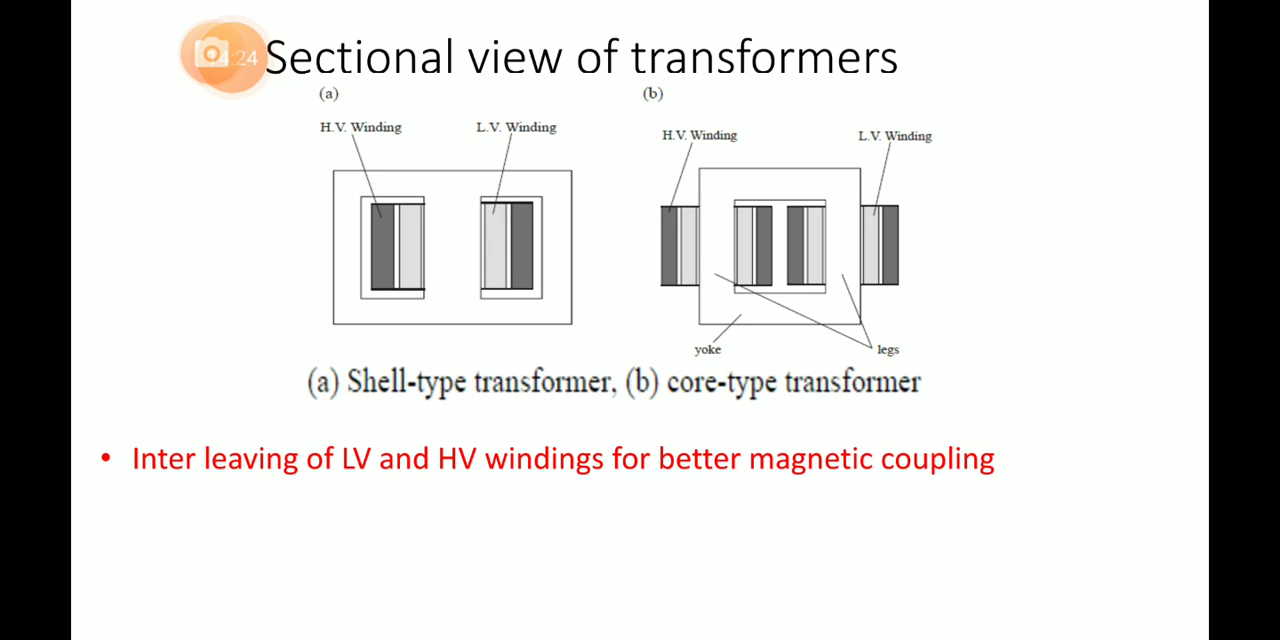 Sectional view of transformers
(a)
(b)
H.V. Winding
L.V. Winding
H.V. Winding
L.V. Winding
yoke
legs
(a) Shell-type transformer, (b) core-type transformer
• Inter leaving of LV and HV windings for better magnetic coupling